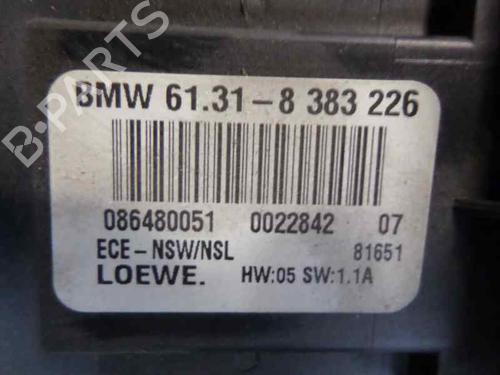 BMW 61.31-8 383 226
086480051 0022842 07
ECE-NSW/NSL 81651
LOEWE. HW:05 SW:1.1A